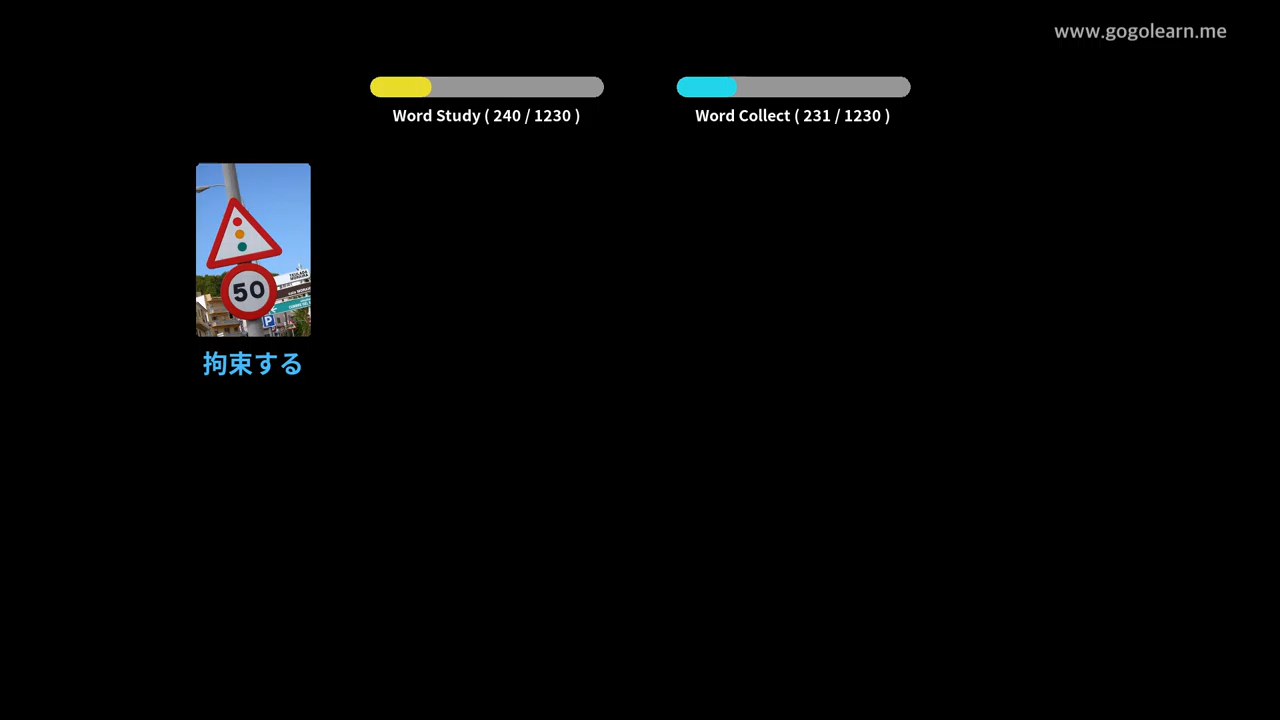 www.gogolearn.me
Word Study ( 240 / 1230 )
Word Collect ( 231 / 1230 )
50
P
拘束する